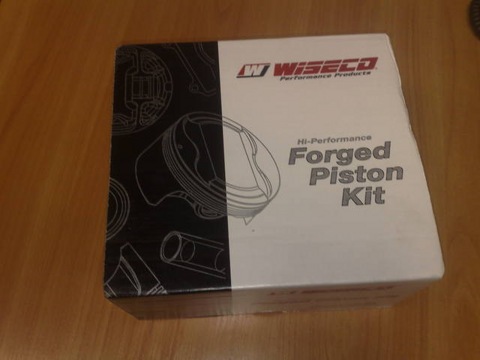 W WISECO
Performance Products
Hi-Performance
Forged
Piston
Kit